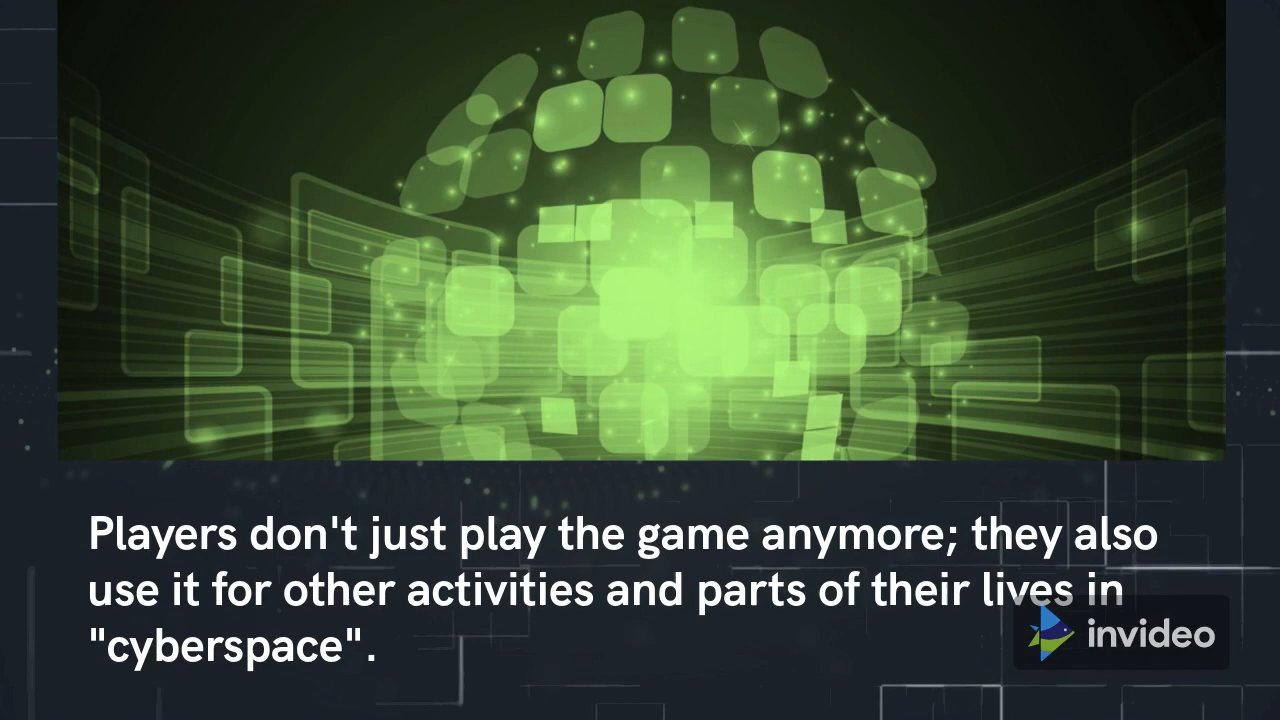 Players don't just play the game anymore; they also
use it for other activities and parts of their lives in
"cyberspace".
invideo